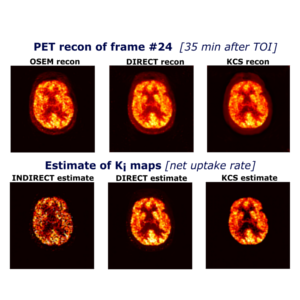 PET recon of frame #24 [35 min after TOI]
OSEM recon DIRECT recon KCS recon
Estimate of Ki maps [net uptake rate]
INDIRECT estimate DIRECT estimate KCS estimate